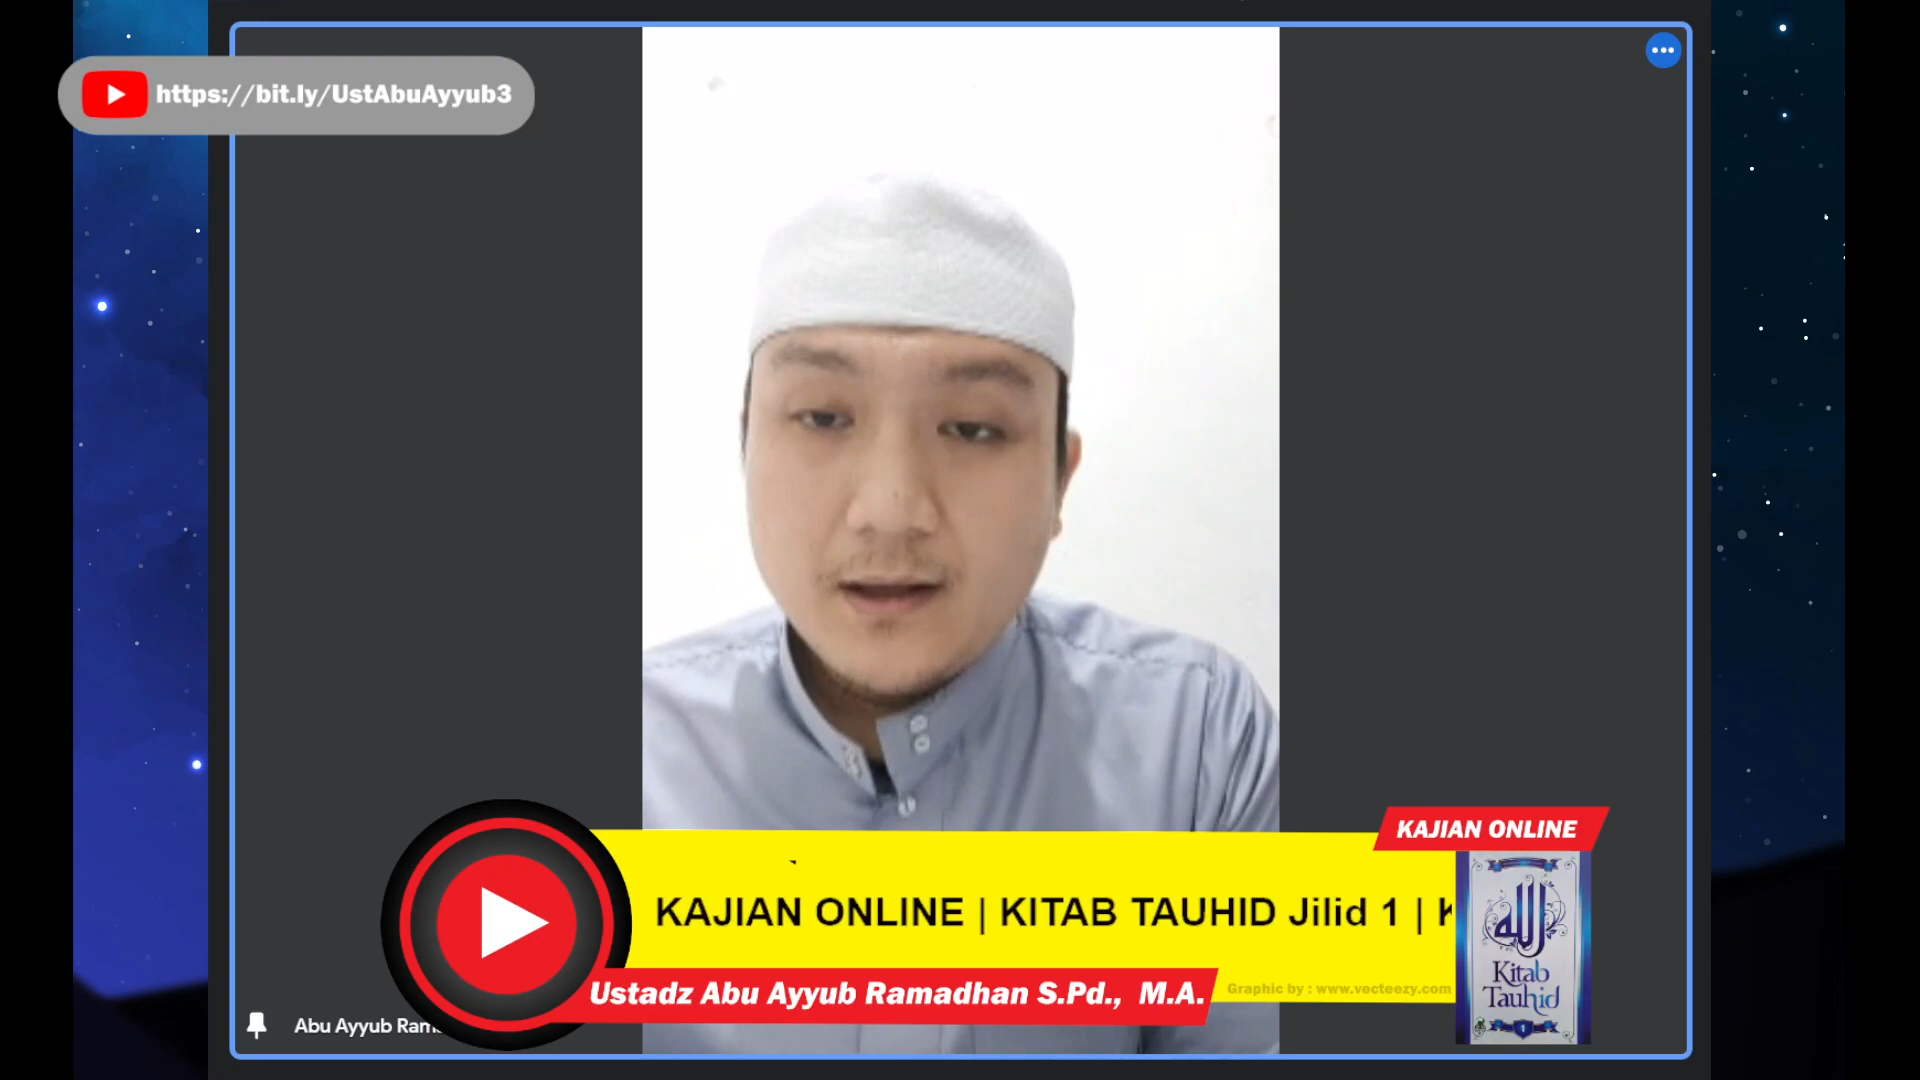 https://bit.ly/UstAbuAyyub3
KAJIAN ONLINE
KAJIAN ONLINE | KITAB TAUHID Jilid 1 |
الله
Kitab
Tauhid
1
Ustadz Abu Ayyub Ramadhan S.Pd., M.A.
Graphic by : www.vecteezy.com
Abu Ayyub Ram